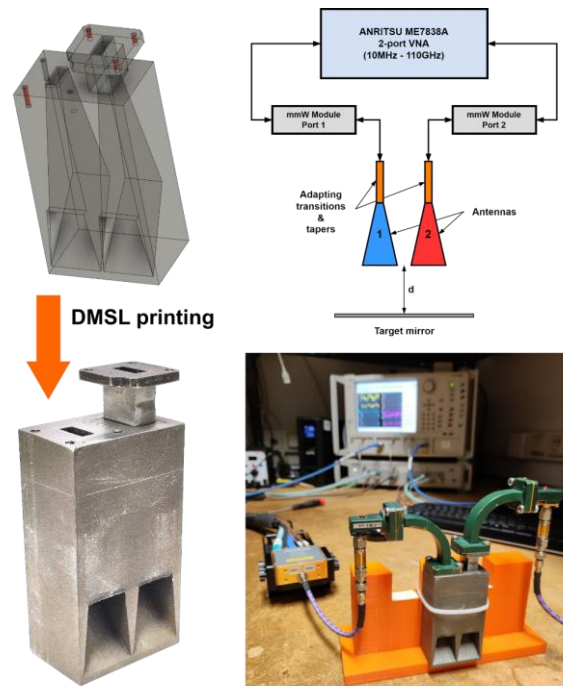 ANRITSU ME7838A
2-port VNA
(10MHz - 110GHz)
mmW Module
Port 1
mmW Module
Port 2
Adapting
transitions
&
tapers
Antennas
1
2
d
Target mirror
DMSL printing